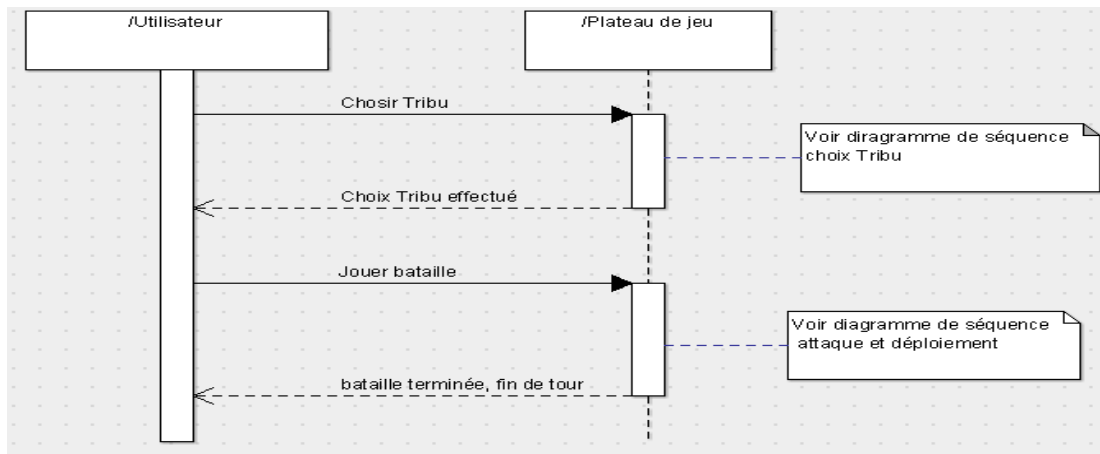 /Utilisateur
/Plateau de jeu
Chosir Tribu
Voir diragramme de séquence
choix Tribu
Choix Tribu effectué
Jouer bataille
Voir diagramme de séquence
attaque et déploiement
bataille terminée, fin de tour